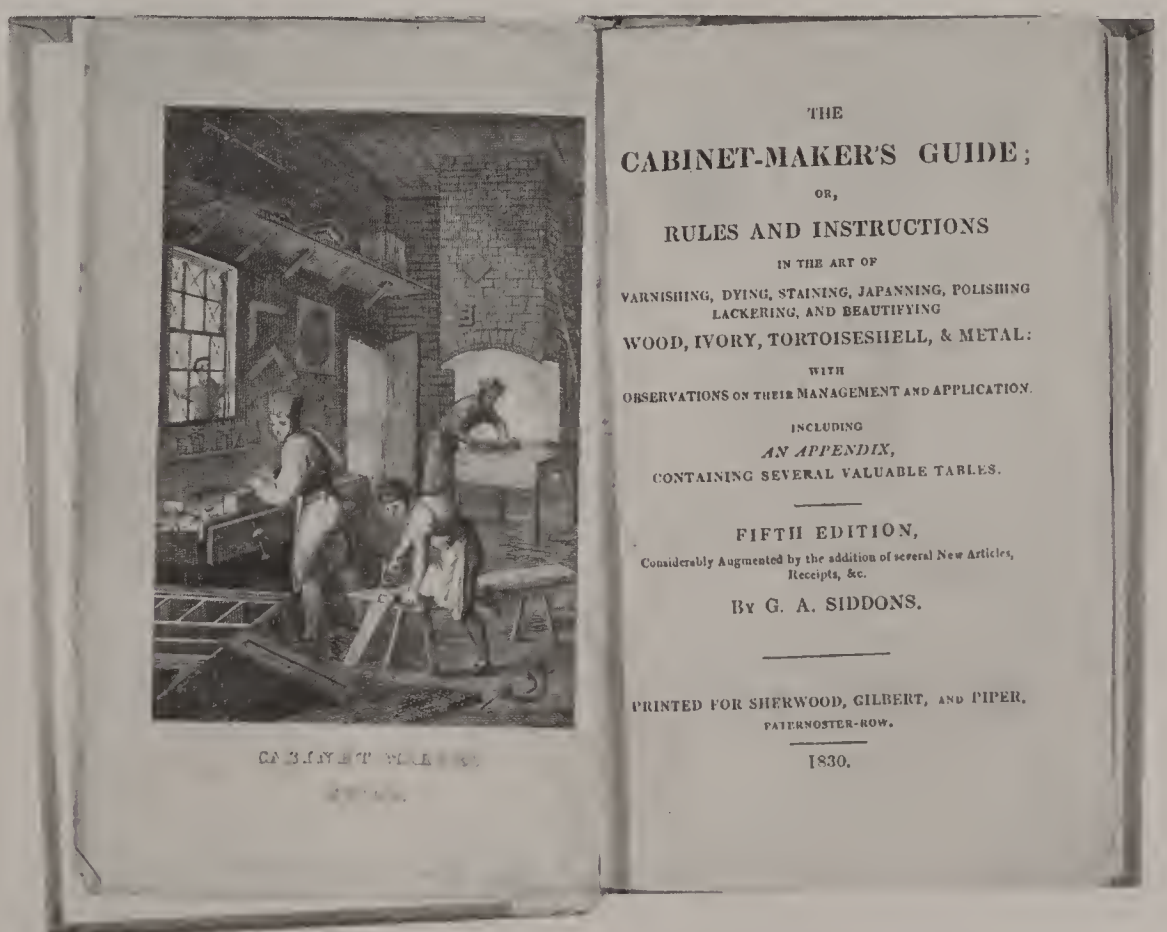 CABINET
THE
CABINET-MAKER'S GUIDE;
OR,
RULES AND INSTRUCTIONS
IN THE ART OF
VARNISHING, DYING, STAINING, JAPANNING, POLISHING
LACKERING, AND BEAUTIFYING
WOOD, IVORY, TORTOISESHELL, & METAL:
WITH
OBSERVATIONS ON THEIR MANAGEMENT AND APPLICATION.
INCLUDING
AN APPENDIX,
CONTAINING SEVERAL VALUABLE TABLES.
FIFTH EDITION,
Considerably Augmented by the addition of several New Articles,
Receipts, &c.
BY G. A. SIDDONS.
PRINTED FOR SHERWOOD, GILBERT, AND PIPER,
PATERNOSTER-ROW.
1830.